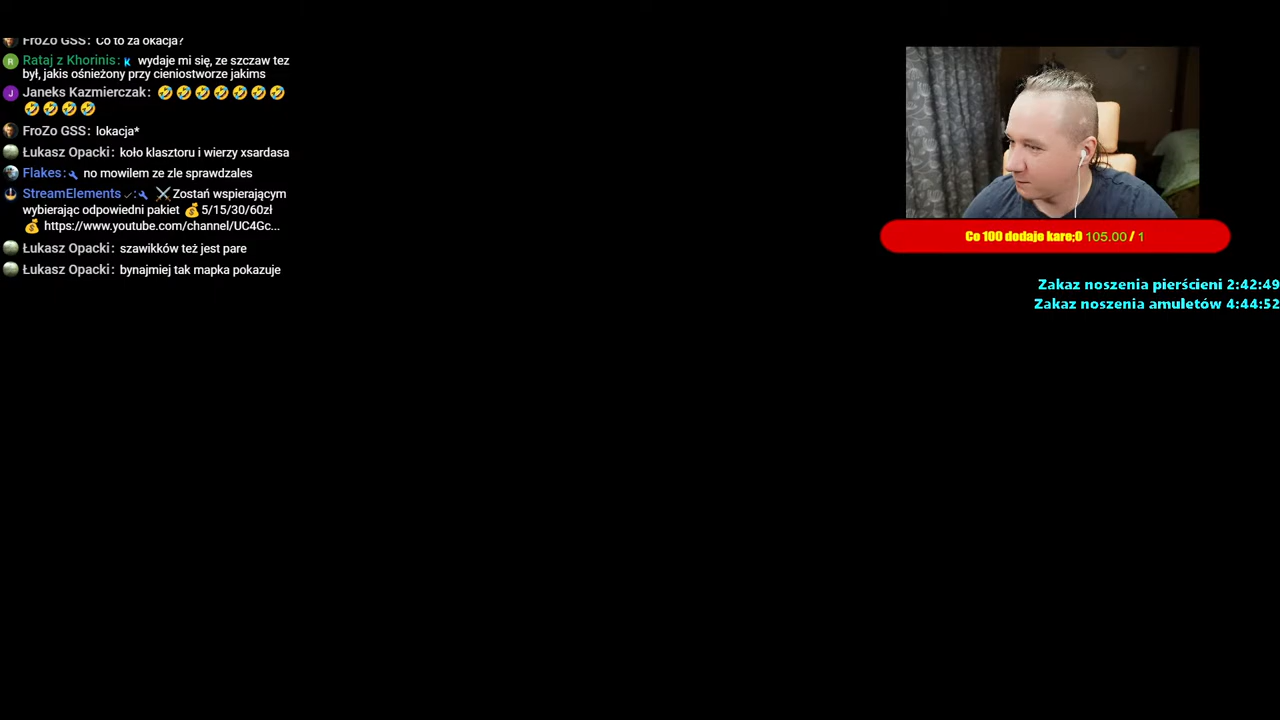 FroZo GSS: Co to za okacja?
Rataj z Khorinis: K wydaje mi się, ze szczaw tez
był, jakis ośnieżony przy cieniostworze jakims
Janeks Kazmierczak: 🤣🤣🤣🤣🤣🤣🤣
🤣🤣🤣🤣
FroZo GSS: lokacja*
Łukasz Opacki: koło klasztoru i wierzy xsardasa
Flakes: no mowilem ze zle sprawdzales
StreamElements: ⚔️Zostań wspierającym
wybierając odpowiedni pakiet 💰5/15/30/60zł
💰 https://www.youtube.com/channel/UC4Gc...
Łukasz Opacki: szawikków też jest pare
Łukasz Opacki: bynajmiej tak mapka pokazuje
Co 100 dodaje kare;0 105.00 / 1
Zakaz noszenia pierścieni 2:42:49
Zakaz noszenia amuletów 4:44:52